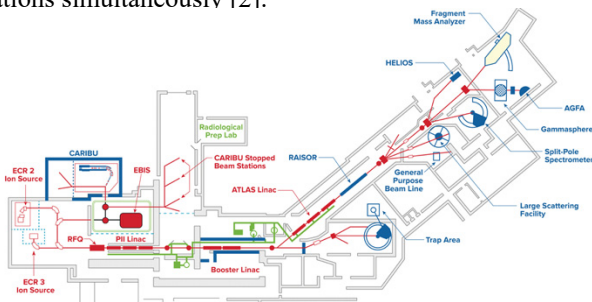 ations simultaneously [2].
Fragment
Mass Analyzer
HELIOS
AGFA
Gammasphere
Split-Pole
Spectrometer
Large Scattering
Facility
General
Purpose
Beam Line
Radiological
Prep Lab
RAISOR
CARIBU Stopped
Beam Stations
CARIBU
ECR 2
Ion Source
EBIS
ATLAS Linac
Trap Area
RFQ
PII Linac
Booster Linac
ECR 3
Ion Source